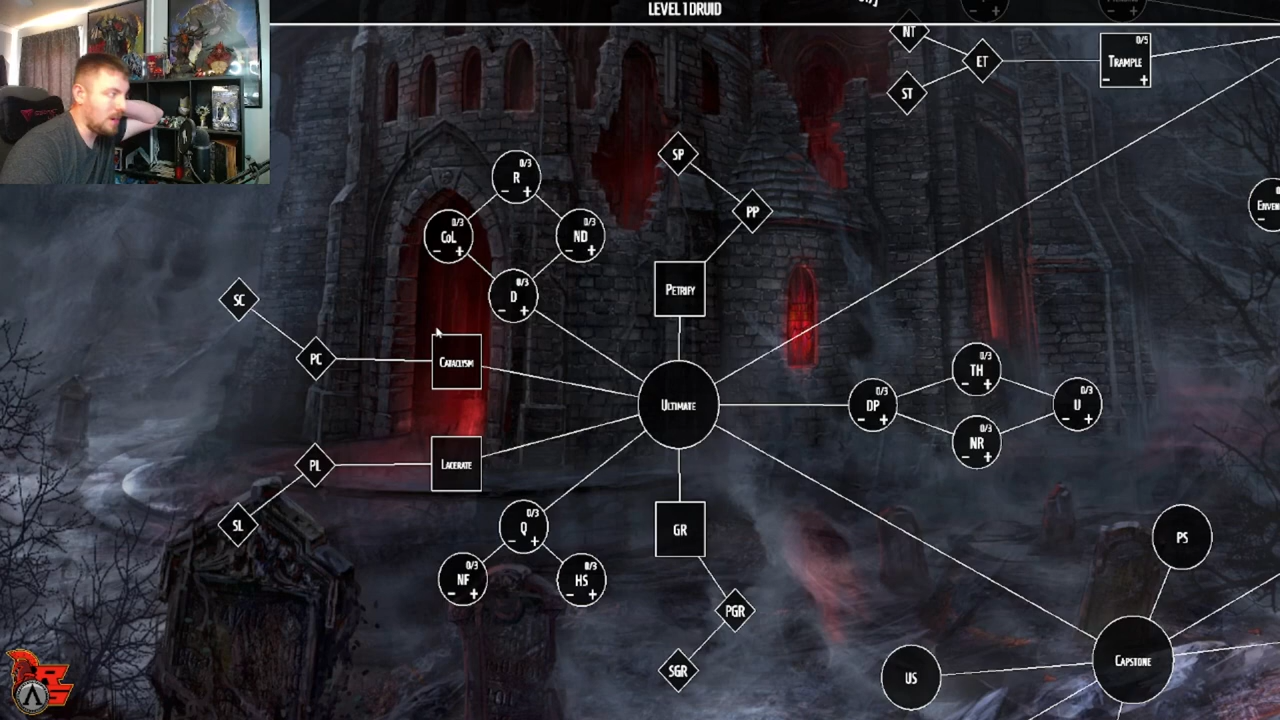 LEVEL 1 DRUID
NT
ET
0/5
TRAMPLE
- +
ST
SP
0/3
R
- +
PP
0/3
COL
- +
0/3
ND
- +
PETRIFY
0/3
D
- +
SC
PC
CATACLYSM
ULTIMATE
0/3
DP
- +
0/3
TH
- +
0/3
NR
- +
0/3
U
- +
PL
LACERATE
SL
0/3
Q
- +
GR
0/3
NF
- +
0/3
HS
- +
PGR
SGR
PS
US
CAPSTONE
RS